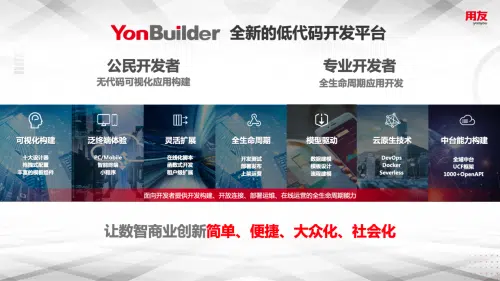 用友
YonBuilder 全新的低代码开发平台
公民开发者
无代码可视化应用构建
专业开发者
全生命周期应用开发
可视化构建
十大设计器
拖拽式配置
丰富的模板组件
泛终端体验
PC/Mobile
智能终端
小程序
灵活扩展
在线化脚本
函数式开发
租户级扩展
全生命周期
开发测试
部署发布
上架运营
模型驱动
数据建模
模板设计
流程建模
云原生技术
DevOps
Docker
Severless
中台能力构建
全域中台
UCF框架
1000+OpenAPI
面向开发者提供开发构建、开放连接、部署运维、在线运营的全生命周期能力
让数智商业创新简单、便捷、大众化、社会化